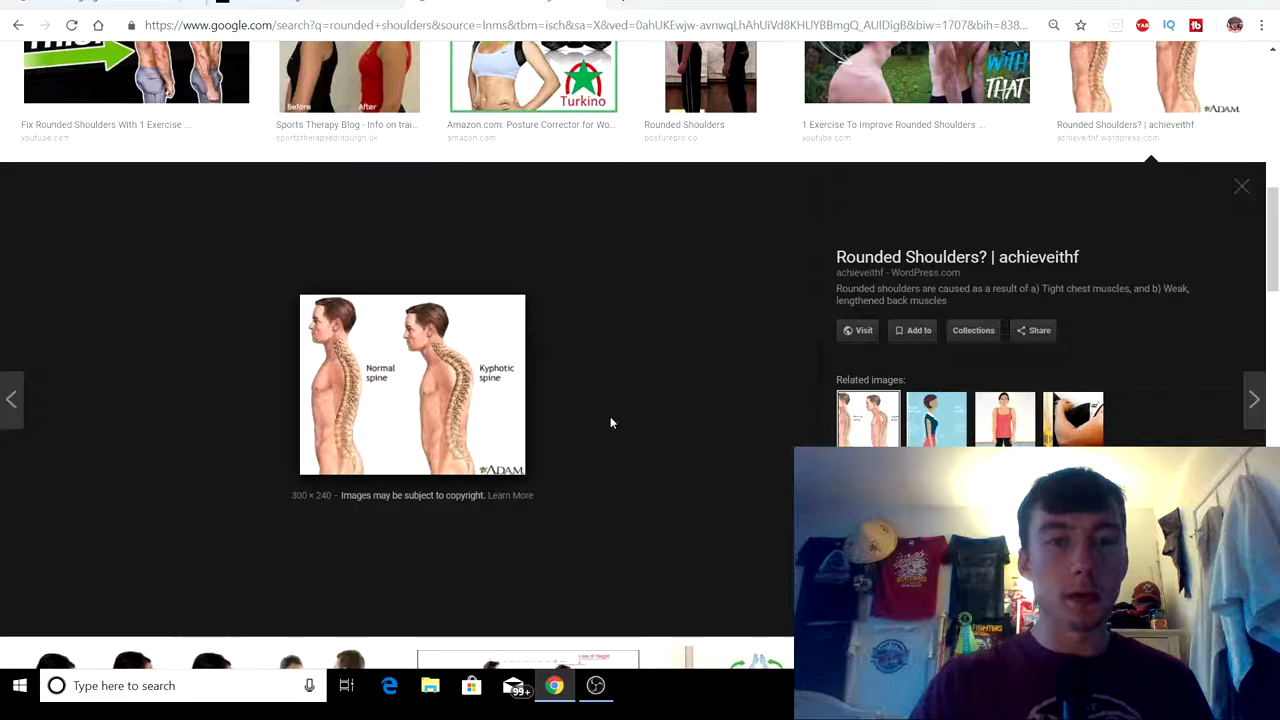 https://www.google.com/search?q=rounded+shoulders&source=lnms&tbm=isch&sa=X&ved=0ahUKEwjw-avnwqLhAhUiVd8KHUYBBmgQ_AUIDigB&biw=1707&bih=838...
YAB
IQ
Before
After
Turkino
WITH
THAT
ADAM
Fix Rounded Shoulders With 1 Exercise ...
Sports Therapy Blog - Info on trai...
Amazon.com: Posture Corrector for Wo...
Rounded Shoulders
1 Exercise To Improve Rounded Shoulders ...
Rounded Shoulders? | achieveithf
youtube.com
sportstherapyedinburgh.uk
amazon.com
posturepro.co
youtube.com
achieveithf.wordpress.com
Rounded Shoulders? | achieveithf
achieveithf - WordPress.com
Rounded shoulders are caused as a result of a) Tight chest muscles, and b) Weak,
lengthened back muscles
Visit
Add to
Collections
Share
Related images:
Normal
spine
Kyphotic
spine
ADAM
300 × 240 - Images may be subject to copyright. Learn More
Loss of Height
FIGHTERS
Type here to search
99+